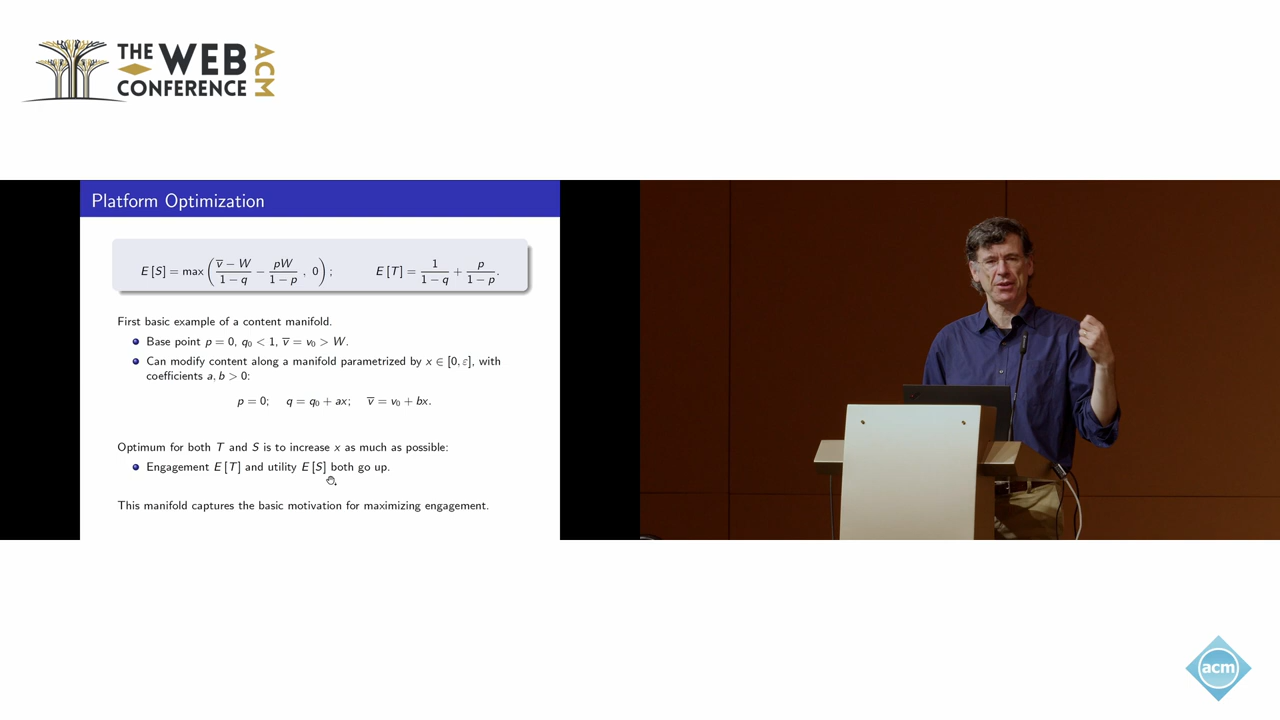 THE WEB
CONFERENCE
ACM
Platform Optimization
E [S] = max ( (v̅ − W)/(1 − q) − pW/(1 − p) , 0 ) ; E [T] = 1/(1 − q) + p/(1 − p).
First basic example of a content manifold.
Base point p = 0, q₀ < 1, v̅ = v₀ > W.
Can modify content along a manifold parametrized by x ∈ [0, ε], with
coefficients a, b > 0:
p = 0; q = q₀ + ax; v̅ = v₀ + bx.
Optimum for both T and S is to increase x as much as possible:
Engagement E [T] and utility E [S] both go up.
This manifold captures the basic motivation for maximizing engagement.
acm